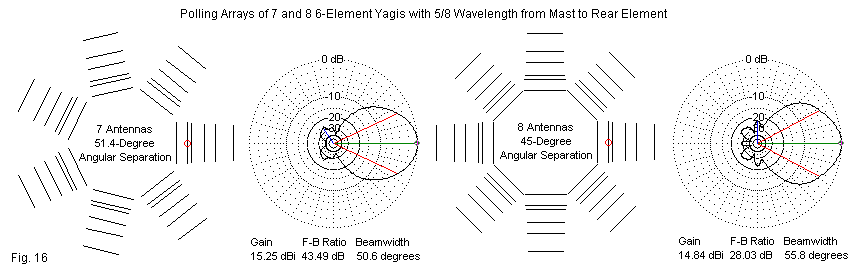 Polling Arrays of 7 and 8 6-Element Yagis with 5/8 Wavelength from Mast to Rear Element
0 dB
-10
-20
-30
7 Antennas
51.4-Degree
Angular Separation
Gain F-B Ratio Beamwidth
15.25 dBi 43.49 dB 50.6 degrees
0 dB
-10
-20
8 Antennas
45-Degree
Angular Separation
Gain F-B Ratio Beamwidth
14.84 dBi 28.03 dB 55.8 degrees
Fig. 16